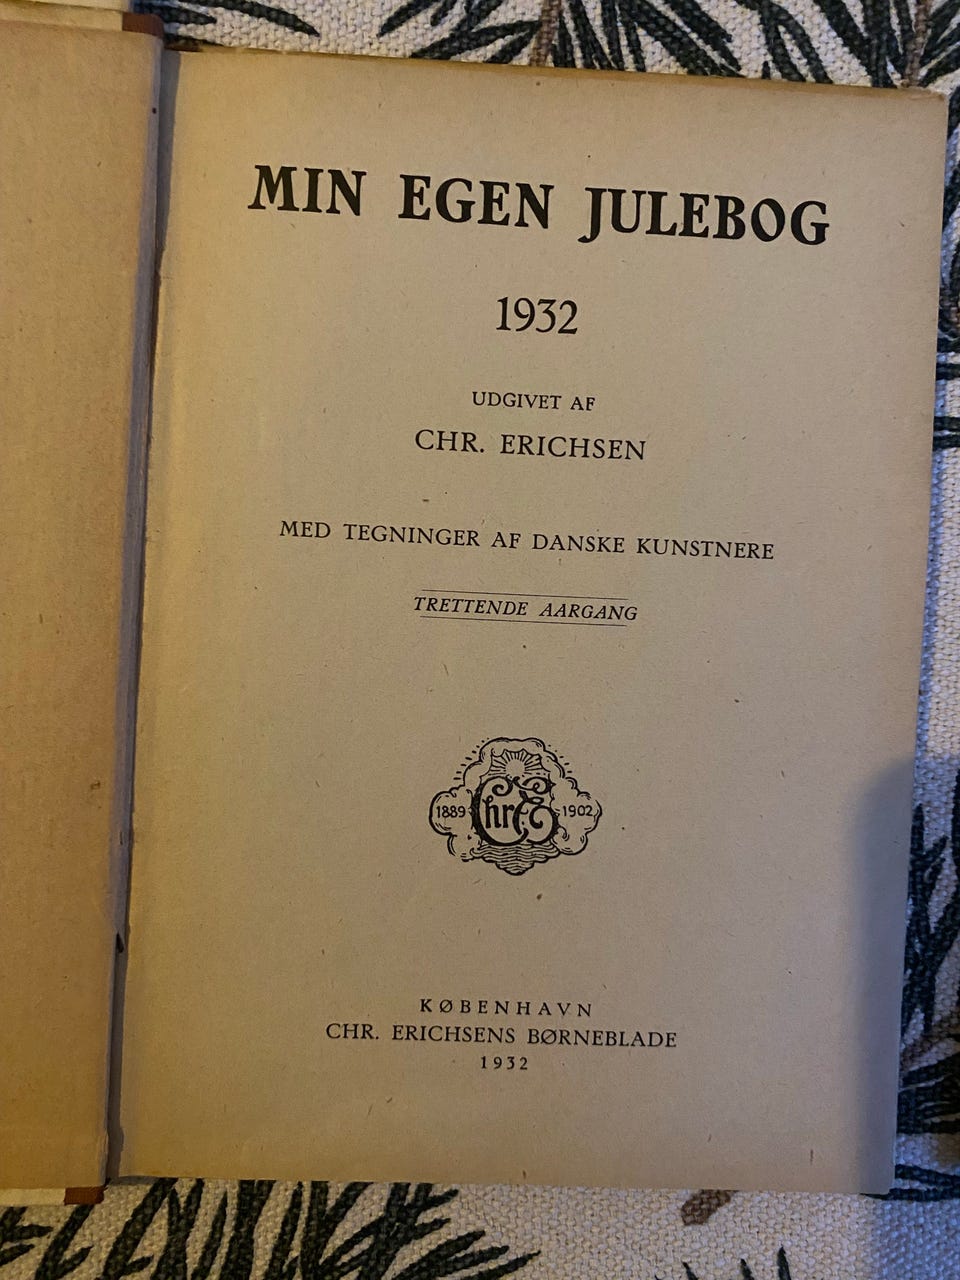 MIN EGEN JULEBOG
1932
UDGIVET AF
CHR. ERICHSEN
MED TEGNINGER AF DANSKE KUNSTNERE
TRETTENDE AARGANG
1889 Chr E 1902
KØBENHAVN
CHR. ERICHSENS BØRNEBLADE
1932